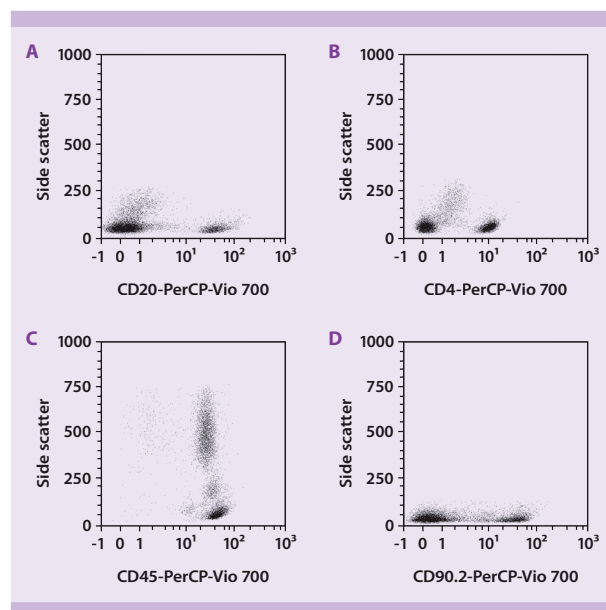 A
1000
750
500
250
0
Side scatter
-1 0 1 10¹ 10² 10³
CD20-PerCP-Vio 700
B
1000
750
500
250
0
Side scatter
-1 0 1 10¹ 10² 10³
CD4-PerCP-Vio 700
C
1000
750
500
250
0
Side scatter
-1 0 1 10¹ 10² 10³
CD45-PerCP-Vio 700
D
1000
750
500
250
0
Side scatter
-1 0 1 10¹ 10² 10³
CD90.2-PerCP-Vio 700